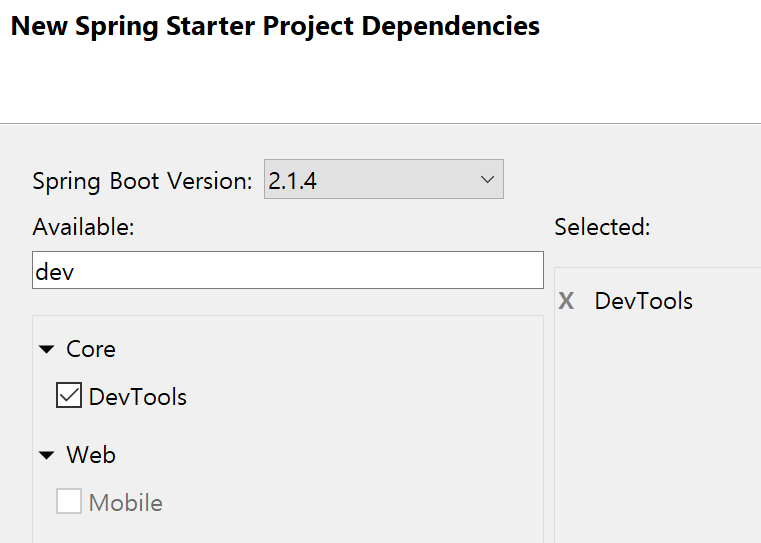 New Spring Starter Project Dependencies
Spring Boot Version: 2.1.4
Available: Selected:
dev
X DevTools
Core
DevTools
Web
Mobile